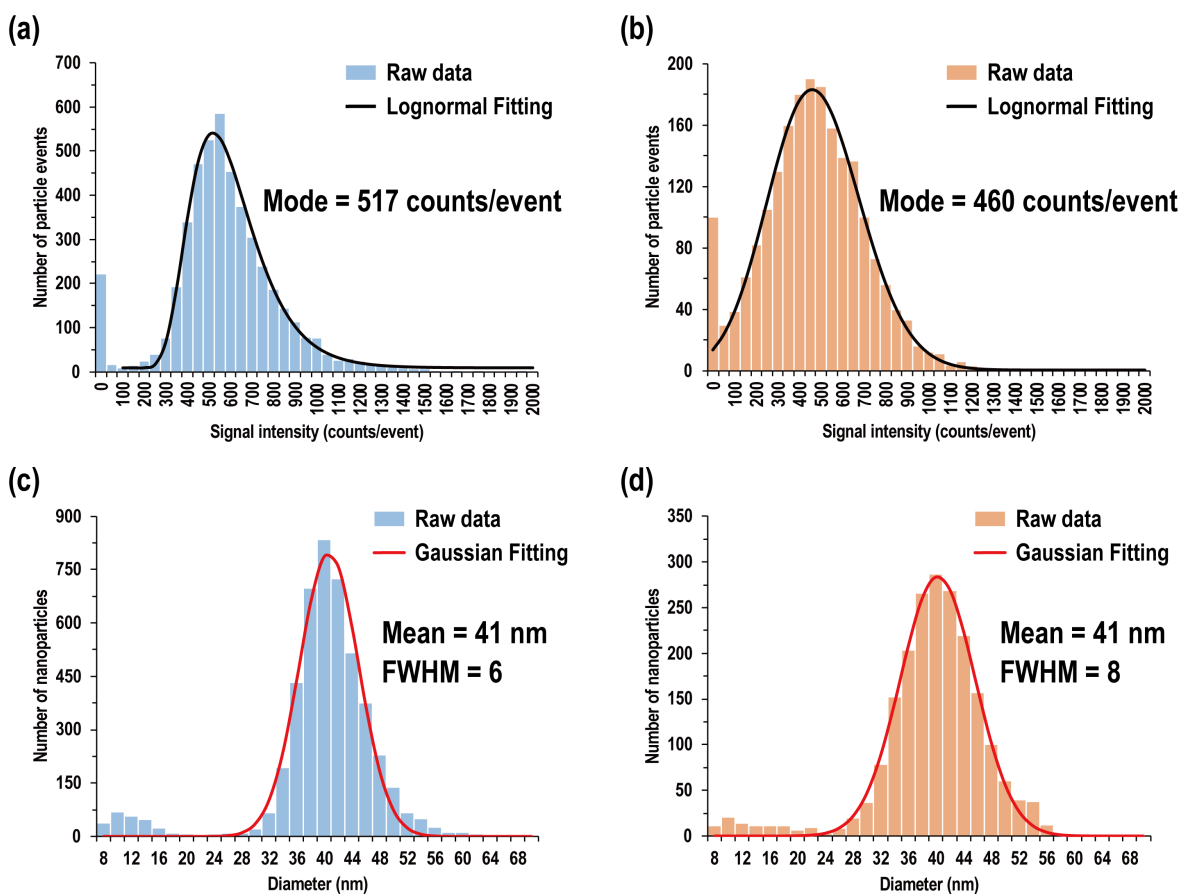 (a)
700
600
500
400
300
200
100
0
Number of particle events
Raw data
Lognormal Fitting
Mode = 517 counts/event
0 100 200 300 400 500 600 700 800 900 1000 1100 1200 1300 1400 1500 1600 1700 1800 1900 2000
Signal intensity (counts/event)
(b)
200
160
120
80
40
0
Number of particle events
Raw data
Lognormal Fitting
Mode = 460 counts/event
0 100 200 300 400 500 600 700 800 900 1000 1100 1200 1300 1400 1500 1600 1700 1800 1900 2000
Signal intensity (counts/event)
(c)
900
750
600
450
300
150
0
Number of nanoparticles
Raw data
Gaussian Fitting
Mean = 41 nm
FWHM = 6
8 12 16 20 24 28 32 36 40 44 48 52 56 60 64 68
Diameter (nm)
(d)
350
300
250
200
150
100
50
0
Number of nanoparticles
Raw data
Gaussian Fitting
Mean = 41 nm
FWHM = 8
8 12 16 20 24 28 32 36 40 44 48 52 56 60 64 68
Diameter (nm)